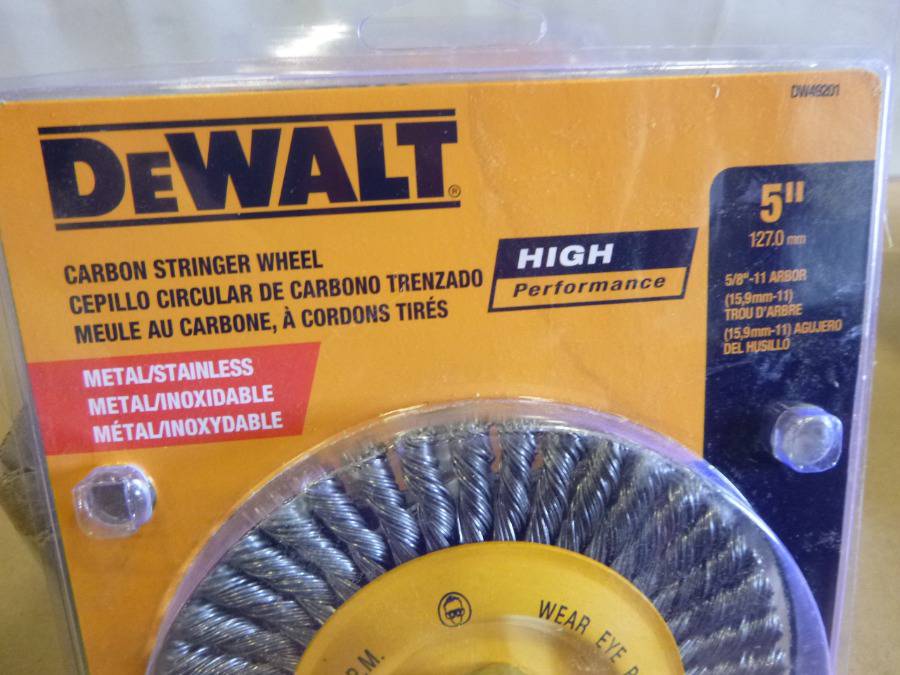 DW49201
DEWALT®
CARBON STRINGER WHEEL
CEPILLO CIRCULAR DE CARBONO TRENZADO
MEULE AU CARBONE, À CORDONS TIRÉS
HIGH
Performance
5"
127.0 mm
5/8"-11 ARBOR
(15,9mm-11)
TROU D'ARBRE
(15,9mm-11) AGUJERO
DEL HUSILLO
METAL/STAINLESS
METAL/INOXIDABLE
MÉTAL/INOXYDABLE
WEAR EYE P
P.M.